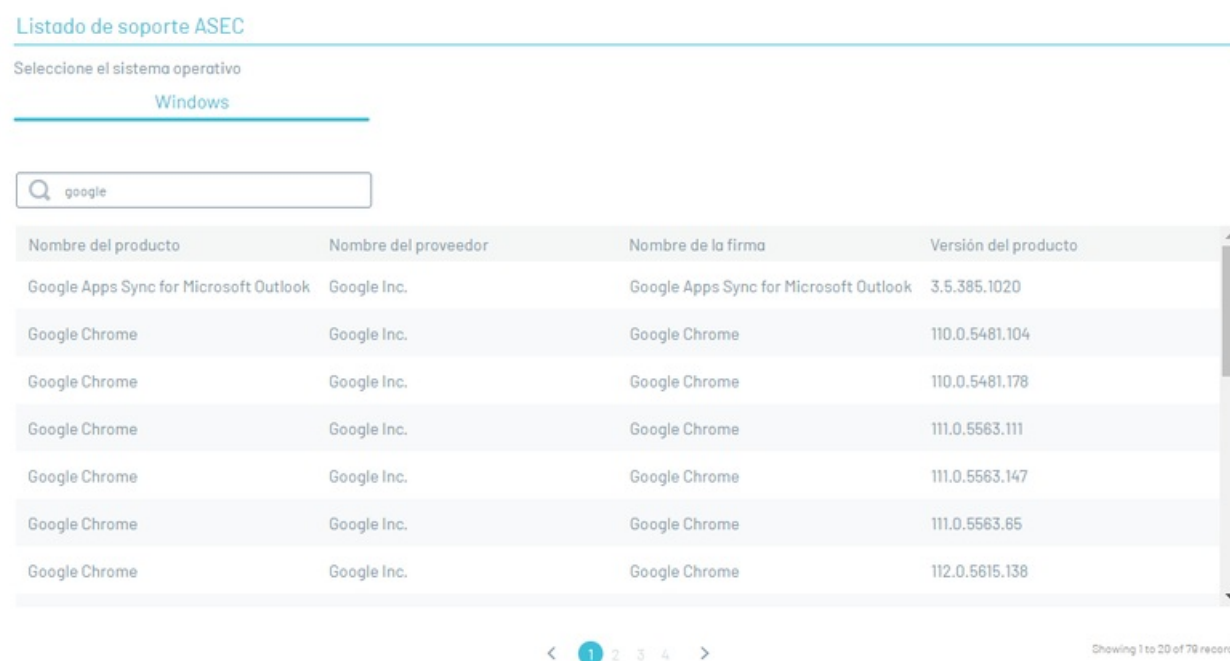 Listado de soporte ASEC
Seleccione el sistema operativo
Windows
google
Nombre del producto Nombre del proveedor Nombre de la firma Versión del producto
Google Apps Sync for Microsoft Outlook Google Inc. Google Apps Sync for Microsoft Outlook 3.5.385.1020
Google Chrome Google Inc. Google Chrome 110.0.5481.104
Google Chrome Google Inc. Google Chrome 110.0.5481.178
Google Chrome Google Inc. Google Chrome 111.0.5563.111
Google Chrome Google Inc. Google Chrome 111.0.5563.147
Google Chrome Google Inc. Google Chrome 111.0.5563.65
Google Chrome Google Inc. Google Chrome 112.0.5615.138
< 1 2 3 4 > Showing 1 to 20 of 79 recor